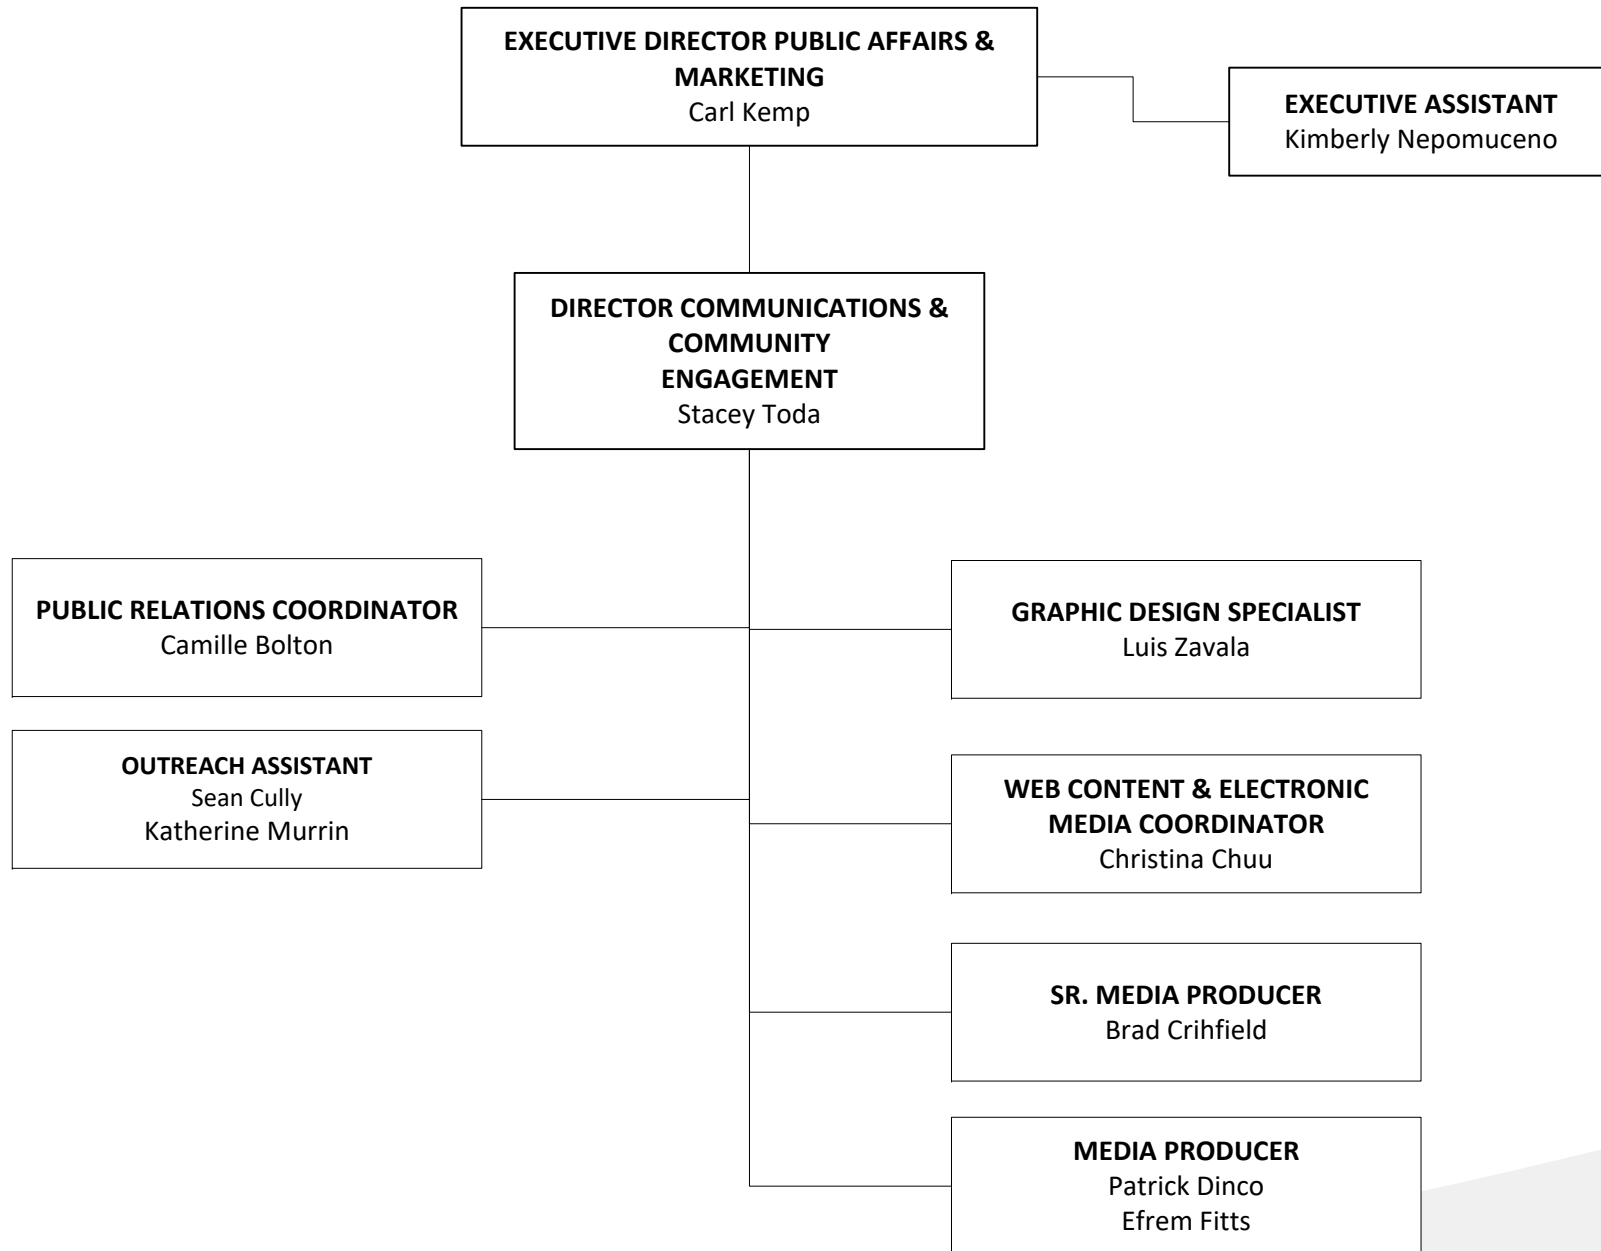 EXECUTIVE DIRECTOR PUBLIC AFFAIRS &
MARKETING
Carl Kemp
EXECUTIVE ASSISTANT
Kimberly Nepomuceno
DIRECTOR COMMUNICATIONS &
COMMUNITY
ENGAGEMENT
Stacey Toda
PUBLIC RELATIONS COORDINATOR
Camille Bolton
GRAPHIC DESIGN SPECIALIST
Luis Zavala
OUTREACH ASSISTANT
Sean Cully
Katherine Murrin
WEB CONTENT & ELECTRONIC
MEDIA COORDINATOR
Christina Chuu
SR. MEDIA PRODUCER
Brad Crihfield
MEDIA PRODUCER
Patrick Dinco
Efrem Fitts